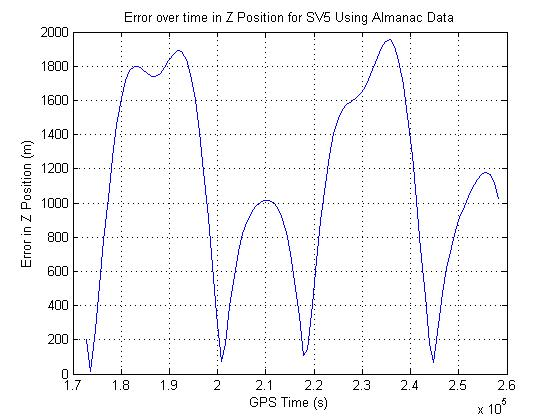 Error over time in Z Position for SV5 Using Almanac Data
2000
1800
1600
1400
1200
1000
800
600
400
200
0
Error in Z Position (m)
1.7 1.8 1.9 2 2.1 2.2 2.3 2.4 2.5 2.6
GPS Time (s)
x 10^5